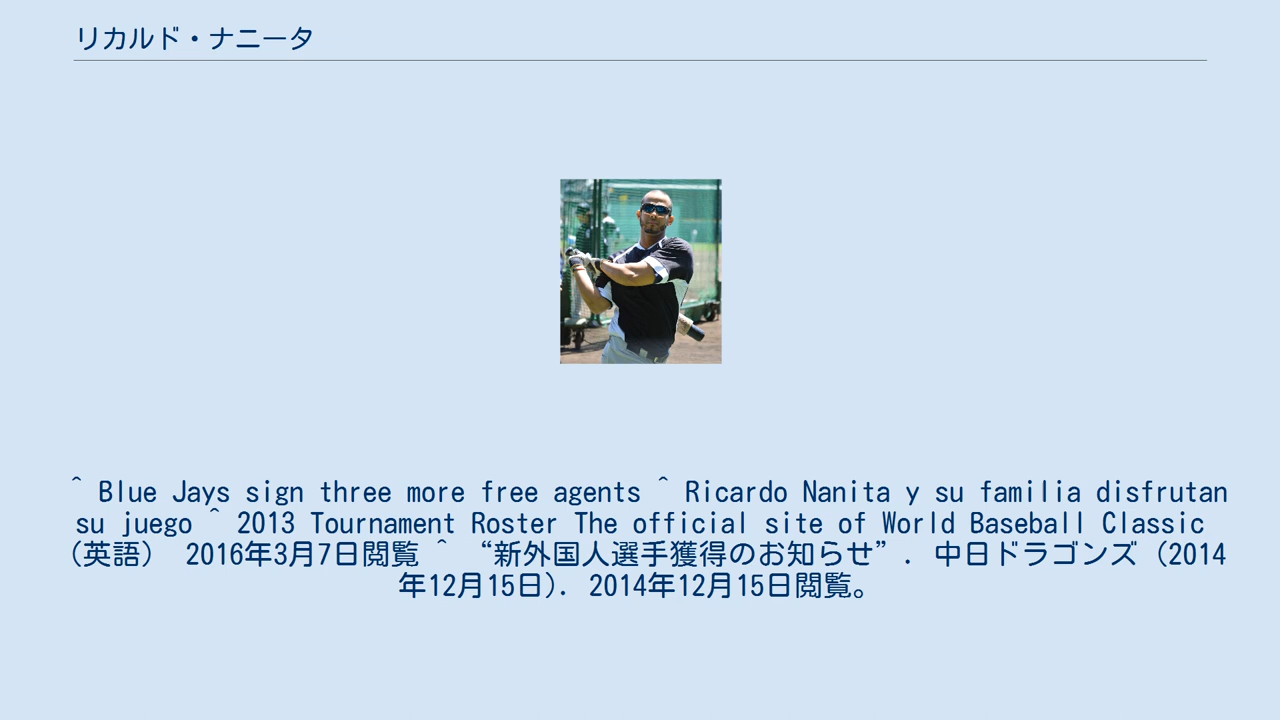 リカルド・ナニータ
^ Blue Jays sign three more free agents ^ Ricardo Nanita y su familia disfrutan
su juego ^ 2013 Tournament Roster The official site of World Baseball Classic
（英語） 2016年3月7日閲覧 ^ “新外国人選手獲得のお知らせ”. 中日ドラゴンズ (2014
年12月15日). 2014年12月15日閲覧。